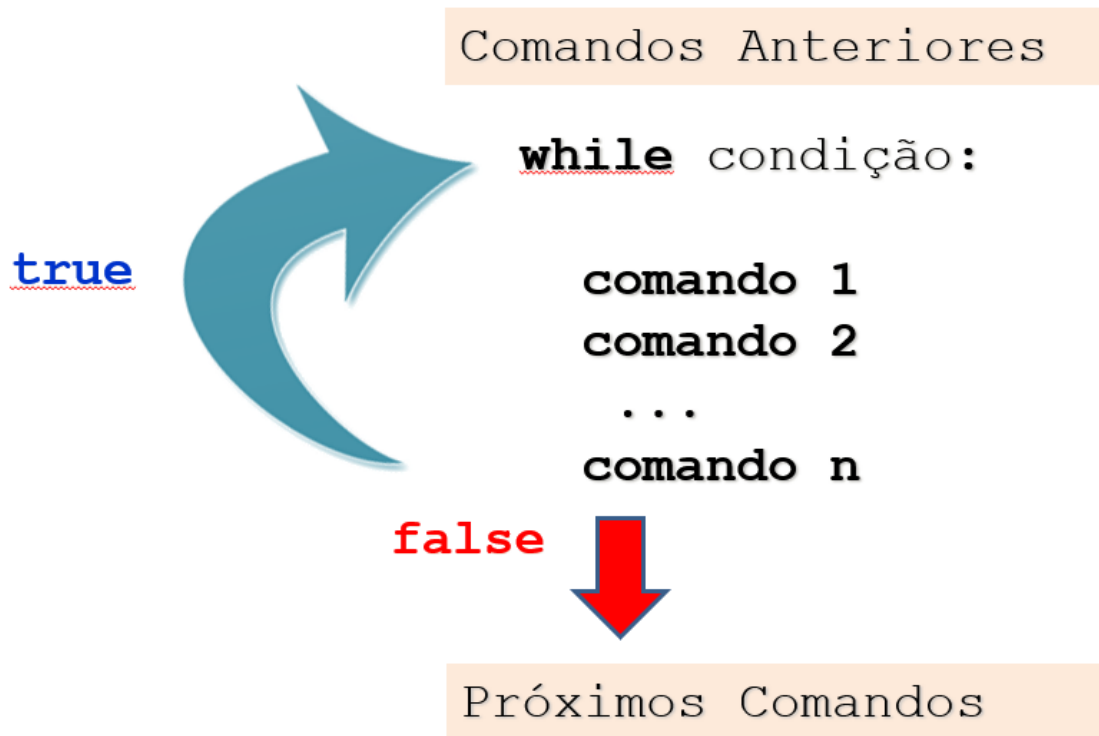 Comandos Anteriores
while condição:
true
comando 1
comando 2
...
comando n
false
Próximos Comandos